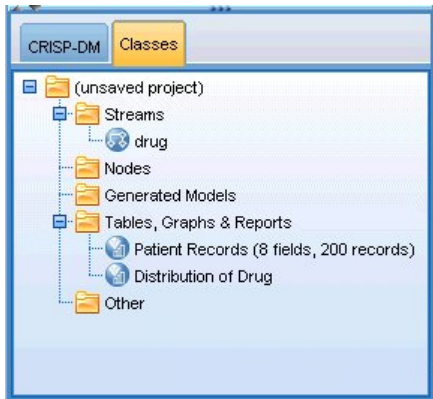 CRISP-DM Classes
(unsaved project)
Streams
drug
Nodes
Generated Models
Tables, Graphs & Reports
Patient Records (8 fields, 200 records)
Distribution of Drug
Other